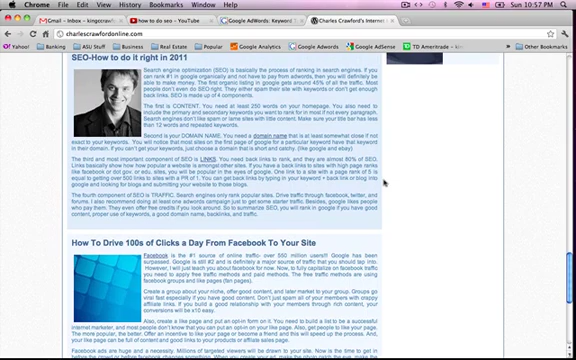 Chrome File Edit View History Bookmarks Window Help
Sun 10:57 PM
Gmail - Inbox - kingscrawf
how to do seo - YouTube
Google AdWords: Keyword
Charles Crawford's Internet
charlescrawfordonline.com
Yahoo! Banking ASU Stuff Business Real Estate Popular Google Analytics Google AdWords Google AdSense TD Ameritrade Other Bookmarks
SEO-How to do it right in 2011
Search engine optimization (SEO) is basically the process of ranking in search engines. If you
can rank #1 in google organically and not have to pay for adwords, then you will definitely
be able to make money. The first organic listing in google gets around 45% of all the traffic. Most
people don't even do SEO right. They either spam their site with keywords or don't get enough
back links. SEO is made up of 4 components.
The first is CONTENT. You need at least 250 words on your homepage. You also need to
include the primary and secondary keywords you want to rank for in most if not every paragraph.
Search engines don't like spam or lame sites with little content. Make sure your title bar has less
than 12 words and repeated keywords.
Second is your DOMAIN NAME. You need a domain name that is at least somewhat close if not
exact to your keywords. You will notice that most sites on the first page of google for a particular keyword have that keyword
in their domain. If you can't get your keywords, just choose a domain that is short and catchy. (like google and ebay)
The third and most important component of SEO is LINKS. You need back links to rank, and they are almost 80% of SEO.
Links basically show how popular a website is amongst other sites. If you have a back links to sites with high page ranks
like facebook or dot gov. or edu. sites, you will be popular in the eyes of google. One link to a site with a page rank of 5 is
equal to getting over 500 links to sites with a PR of 1. You can get back links by typing in your keyword + back link or blog into
google and looking for blogs and submitting your website to those blogs.
The fourth component of SEO is TRAFFIC. Search engines only rank popular sites. Drive traffic through facebook, twitter, and
forums. I also recommend doing at least one adwords campaign just to get some starter traffic. Besides, google likes people
who pay them. They even offer free credits if you look around. So to summarize SEO, you will rank in google if you have good
content, proper use of keywords, a good domain name, backlinks, and traffic.
How To Drive 100s of Clicks a Day From Facebook To Your Site
Facebook is the #1 source of online traffic- over 550 million users!!! Google has been
surpassed. Google is still #2 and is definitely a major source of traffic that you should tap into.
However, I will just teach you about facebook for now. Now, to fully capitalize on facebook traffic
you need to apply free traffic methods and paid methods. The free traffic methods are using
facebook groups and like pages (fan pages).
Create a group about your niche, offer good content, and later market to your group. Groups go
viral fast especially if you have good content. Don't just spam all of your members with crappy
affiliate links. If you build a good relationship with your members through rich content, your
conversions will be x10 easy.
Also, create a page and put an opt-in form on it. You need to build a list to be a successful
internet marketer, and most people don't know that you can put an opt-in on your like page. Also, get people to like your page.
The more popular, the better. Offer an incentive to like your page or become a friend and this will speed up the process. And,
your like page can be full of content and good links to your products or affiliate sales page.
Facebook ads are huge and a necessity. Millions of targeted viewers will be drawn to your site. Now is the time to get in